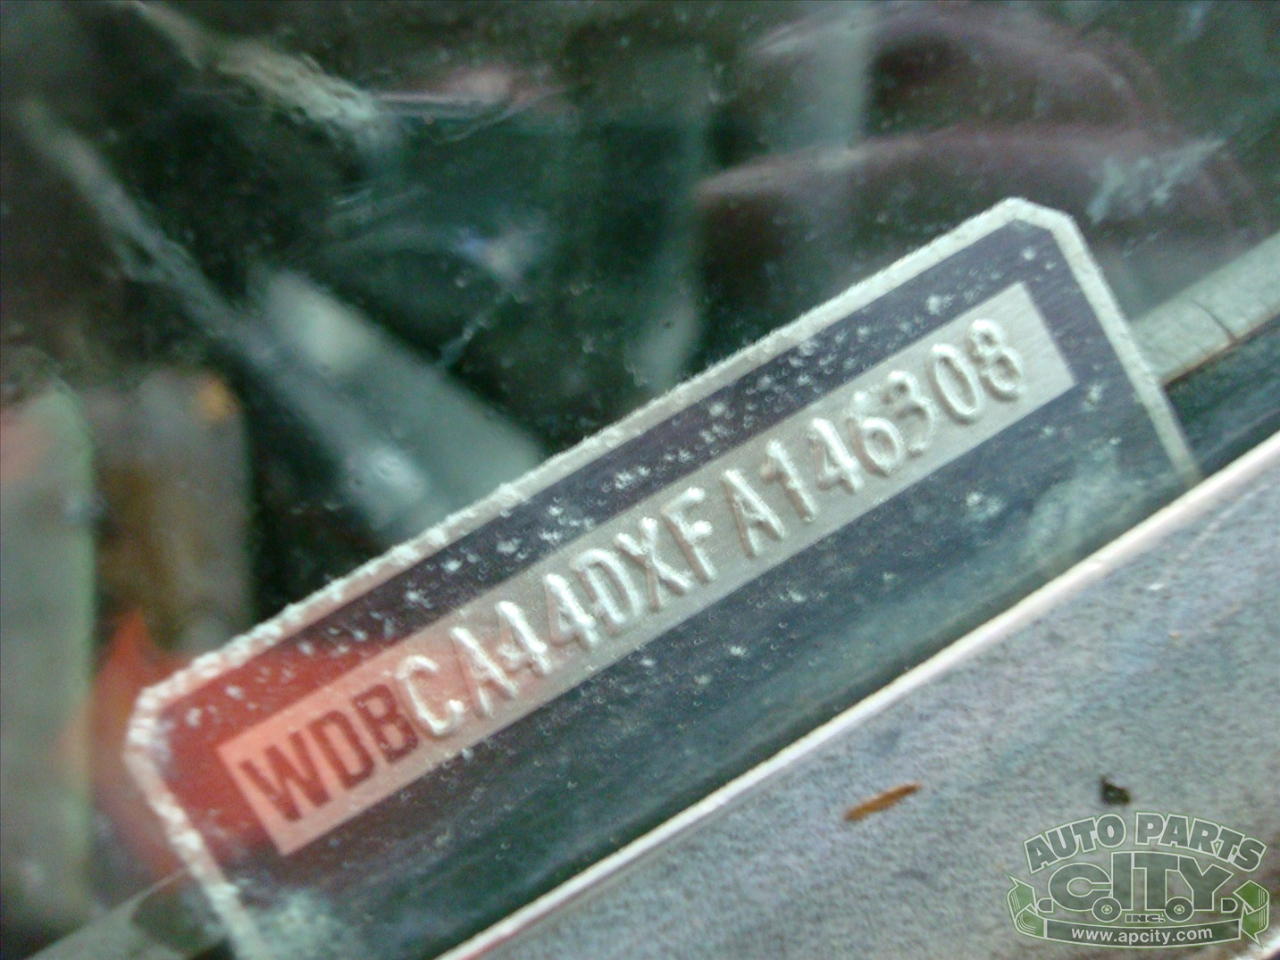 WDBCA44DXFA146308
AUTO PARTS
CITY
INC.
www.apcity.com